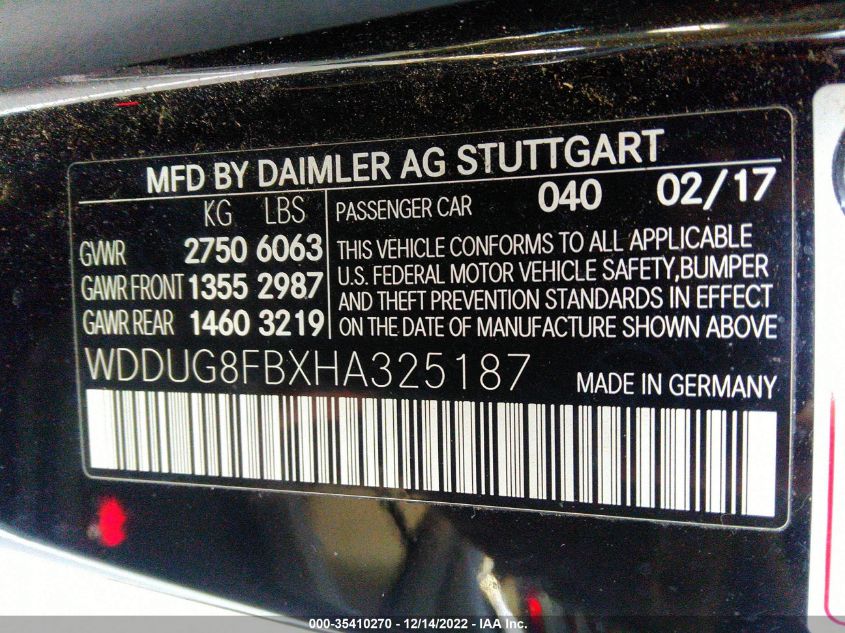 MFD BY DAIMLER AG STUTTGART
KG LBS PASSENGER CAR 040 02/17
GVWR 2750 6063 THIS VEHICLE CONFORMS TO ALL APPLICABLE
GAWR FRONT 1355 2987 U.S. FEDERAL MOTOR VEHICLE SAFETY, BUMPER
AND THEFT PREVENTION STANDARDS IN EFFECT
GAWR REAR 1460 3219 ON THE DATE OF MANUFACTURE SHOWN ABOVE
WDDUG8FBXHA325187 MADE IN GERMANY
000-35410270 - 12/14/2022 - IAA Inc.